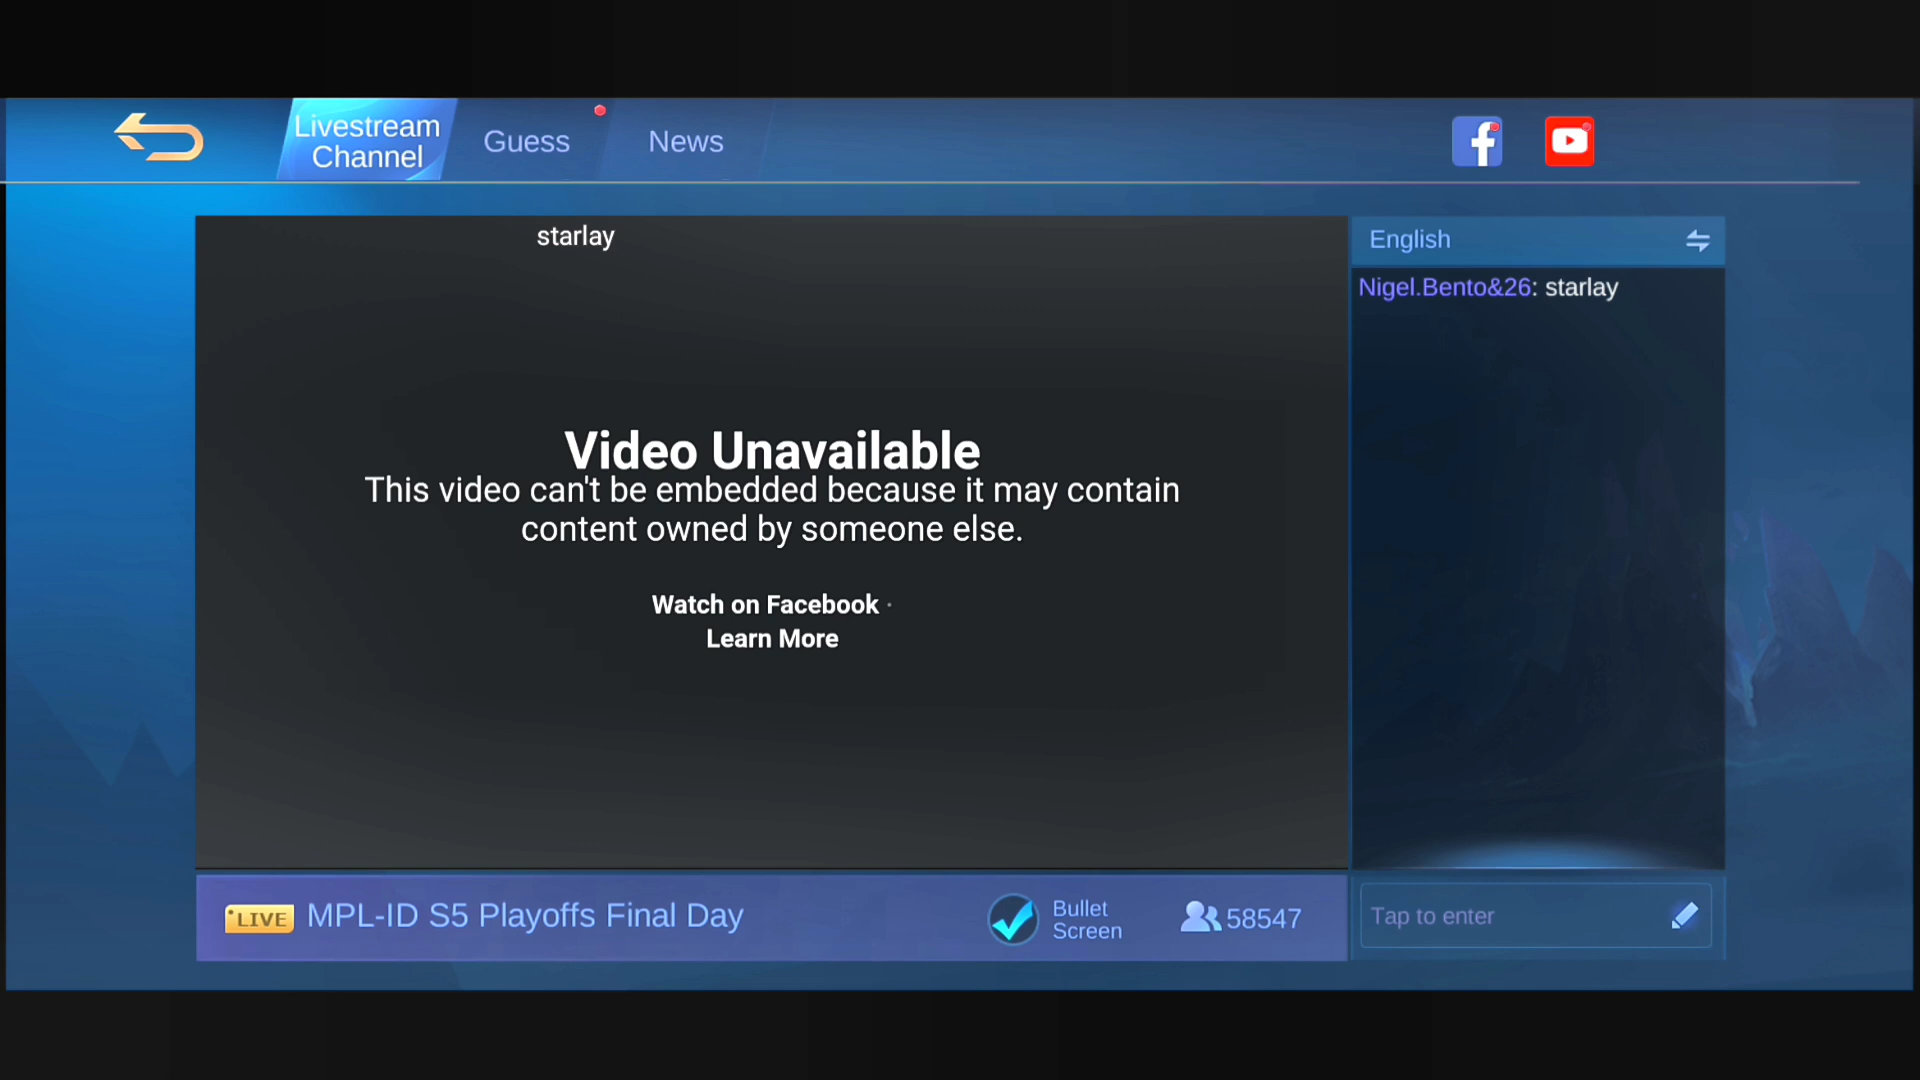 Livestream
Channel
Guess
News
starlay
English
Nigel.Bento&26: starlay
Video Unavailable
This video can't be embedded because it may contain
content owned by someone else.
Watch on Facebook ·
Learn More
LIVE
MPL-ID S5 Playoffs Final Day
Bullet
Screen
58547
Tap to enter